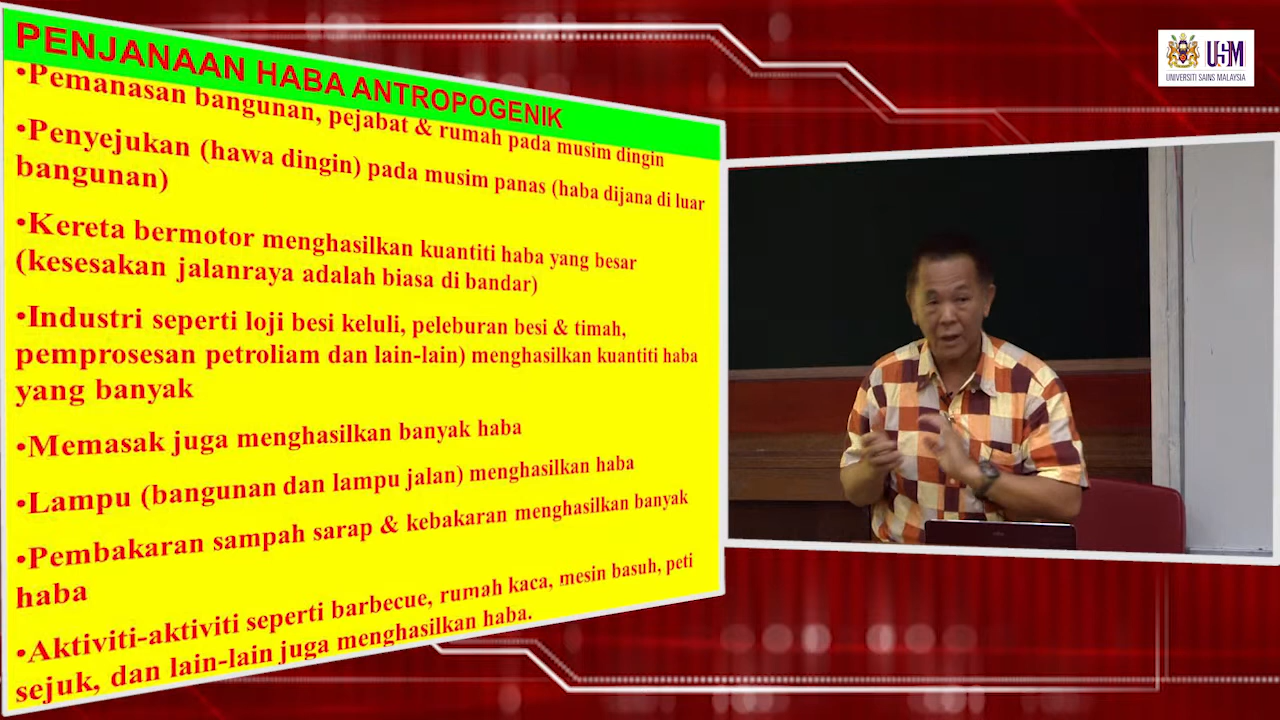 PENJANAAN HABA ANTROPOGENIK
•Pemanasan bangunan, pejabat & rumah pada musim dingin
•Penyejukan (hawa dingin) pada musim panas (haba dijana di luar
bangunan)
•Kereta bermotor menghasilkan kuantiti haba yang besar
(kesesakan jalanraya adalah biasa di bandar)
•Industri seperti loji besi keluli, peleburan besi & timah,
pemprosesan petroliam dan lain-lain) menghasilkan kuantiti haba
yang banyak
•Memasak juga menghasilkan banyak haba
•Lampu (bangunan dan lampu jalan) menghasilkan haba
•Pembakaran sampah sarap & kebakaran menghasilkan banyak
haba
•Aktiviti-aktiviti seperti barbecue, rumah kaca, mesin basuh, peti
sejuk, dan lain-lain juga menghasilkan haba.
USM
UNIVERSITI SAINS MALAYSIA